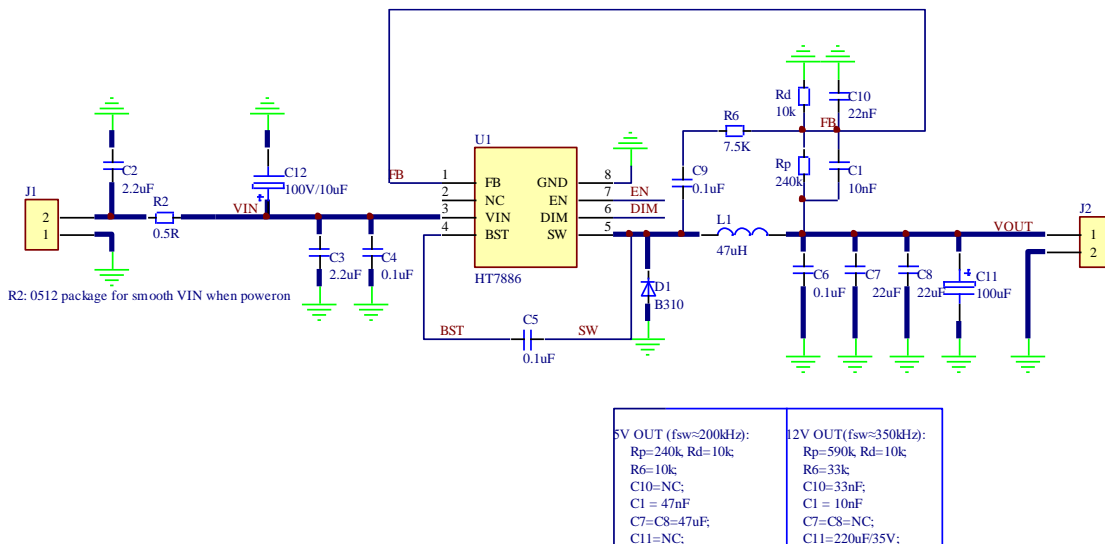 Rd
10k
C10
22nF
R6
7.5K
FB
C2
2.2uF
C12
100V/10uF
U1
C9
0.1uF
Rp
240k
C1
10nF
J1
2
1
R2
0.5R
VIN
FB
1
2
3
4
FB
NC
VIN
BST
GND
EN
DIM
SW
8
7
6
5
EN
DIM
HT7886
L1
47uH
VOUT
J2
1
2
C3
2.2uF
C4
0.1uF
D1
B310
C6
0.1uF
C7
22uF
C8
22uF
C11
100uF
R2: 0512 package for smooth VIN when poweron
BST
C5
0.1uF
SW
5V OUT (fsw≈200kHz):
Rp=240k, Rd=10k;
R6=10k;
C10=NC;
C1 = 47nF
C7=C8=47uF;
C11=NC;
12V OUT(fsw≈350kHz):
Rp=590k, Rd=10k;
R6=33k;
C10=33nF;
C1 = 10nF
C7=C8=NC;
C11=220uF/35V;